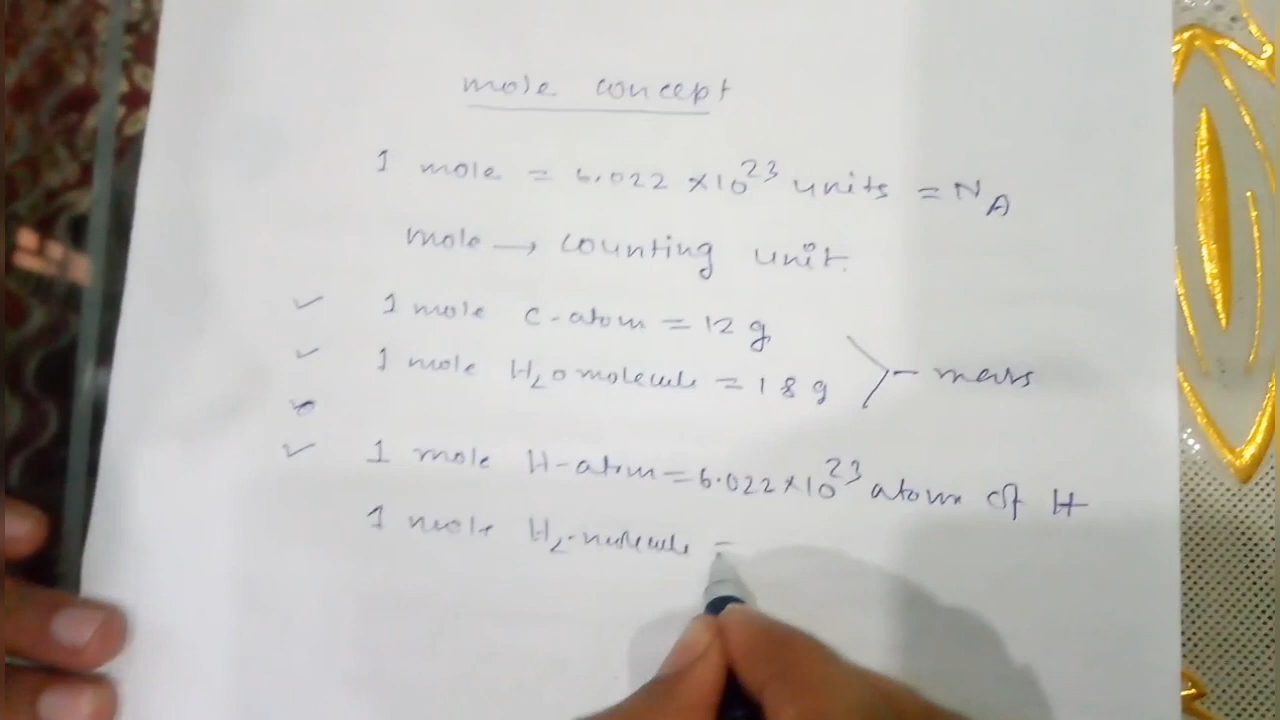 mole concept
1 mole = 6.022 × 10²³ units = N_A
mole → counting unit.
✓ 1 mole C-atom = 12 g
✓ 1 mole H₂O molecule = 18 g > - mass
✓ 1 mole H-atom = 6.022 × 10²³ atom of H
1 mole H₂-molecule =